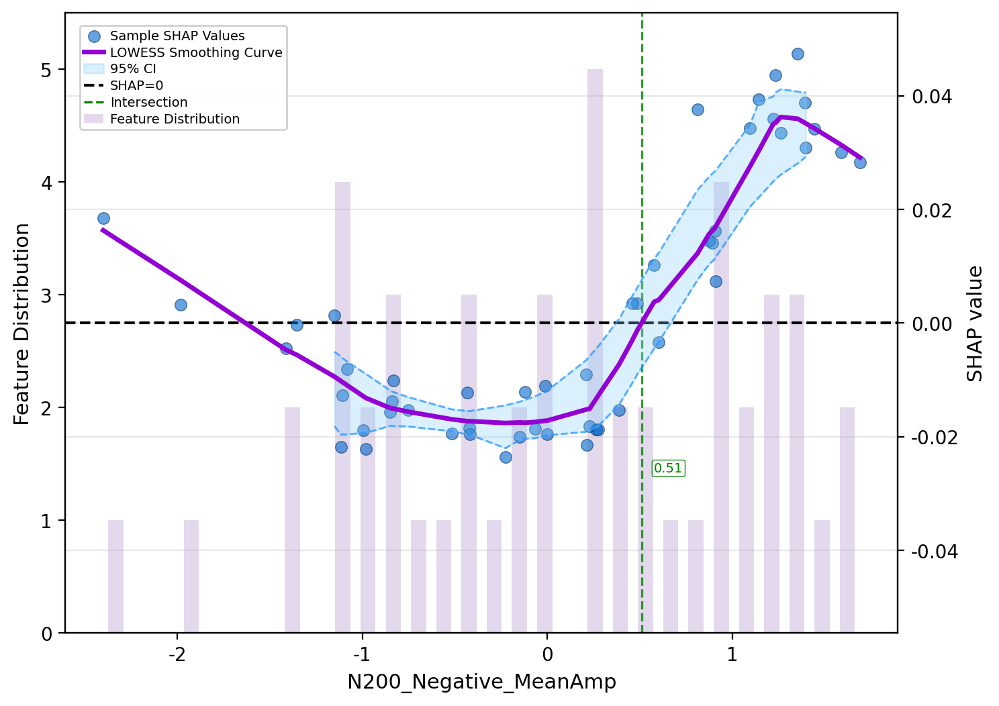 Sample SHAP Values
LOWESS Smoothing Curve
95% CI
SHAP=0
Intersection
Feature Distribution
5
4
3
2
1
0
Feature Distribution
0.04
0.02
0.00
-0.02
-0.04
SHAP value
0.51
-2
-1
0
1
N200_Negative_MeanAmp